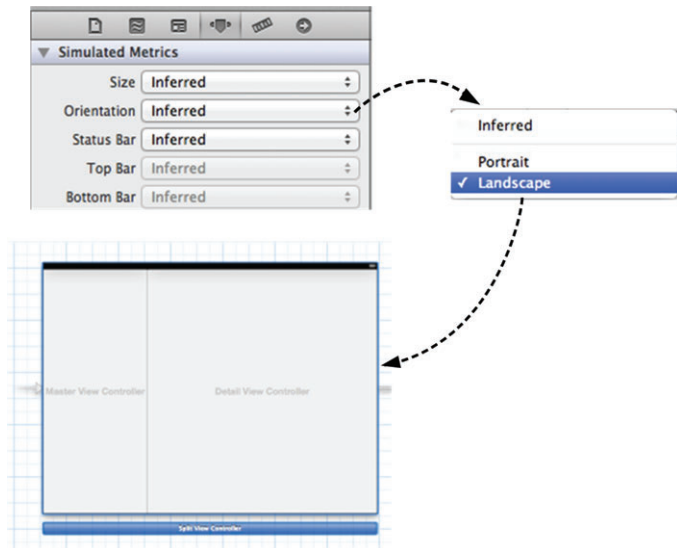 Simulated Metrics
Size Inferred
Orientation Inferred
Status Bar Inferred
Top Bar Inferred
Bottom Bar Inferred
Inferred
Portrait
✓ Landscape
Master View Controller
Detail View Controller
Split View Controller